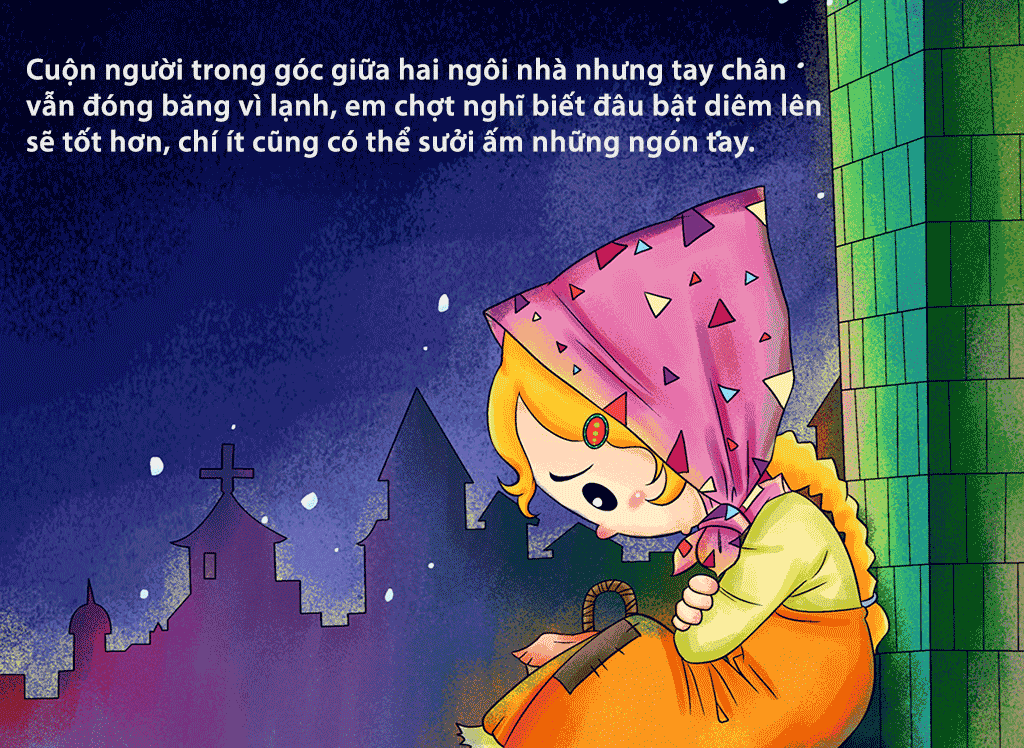 Cuộn người trong góc giữa hai ngôi nhà nhưng tay chân
vẫn đóng băng vì lạnh, em chợt nghĩ biết đâu bật diêm lên
sẽ tốt hơn, chí ít cũng có thể sưởi ấm những ngón tay.